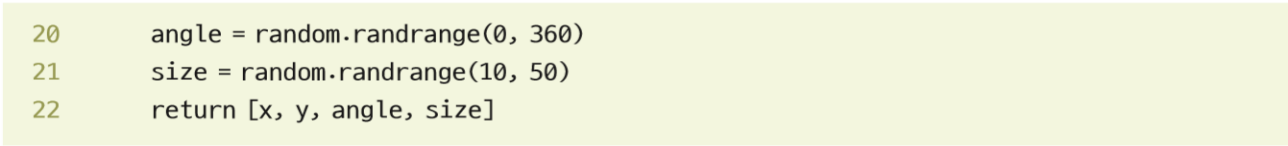 20 angle = random.randrange(0, 360)
21 size = random.randrange(10, 50)
22 return [x, y, angle, size]